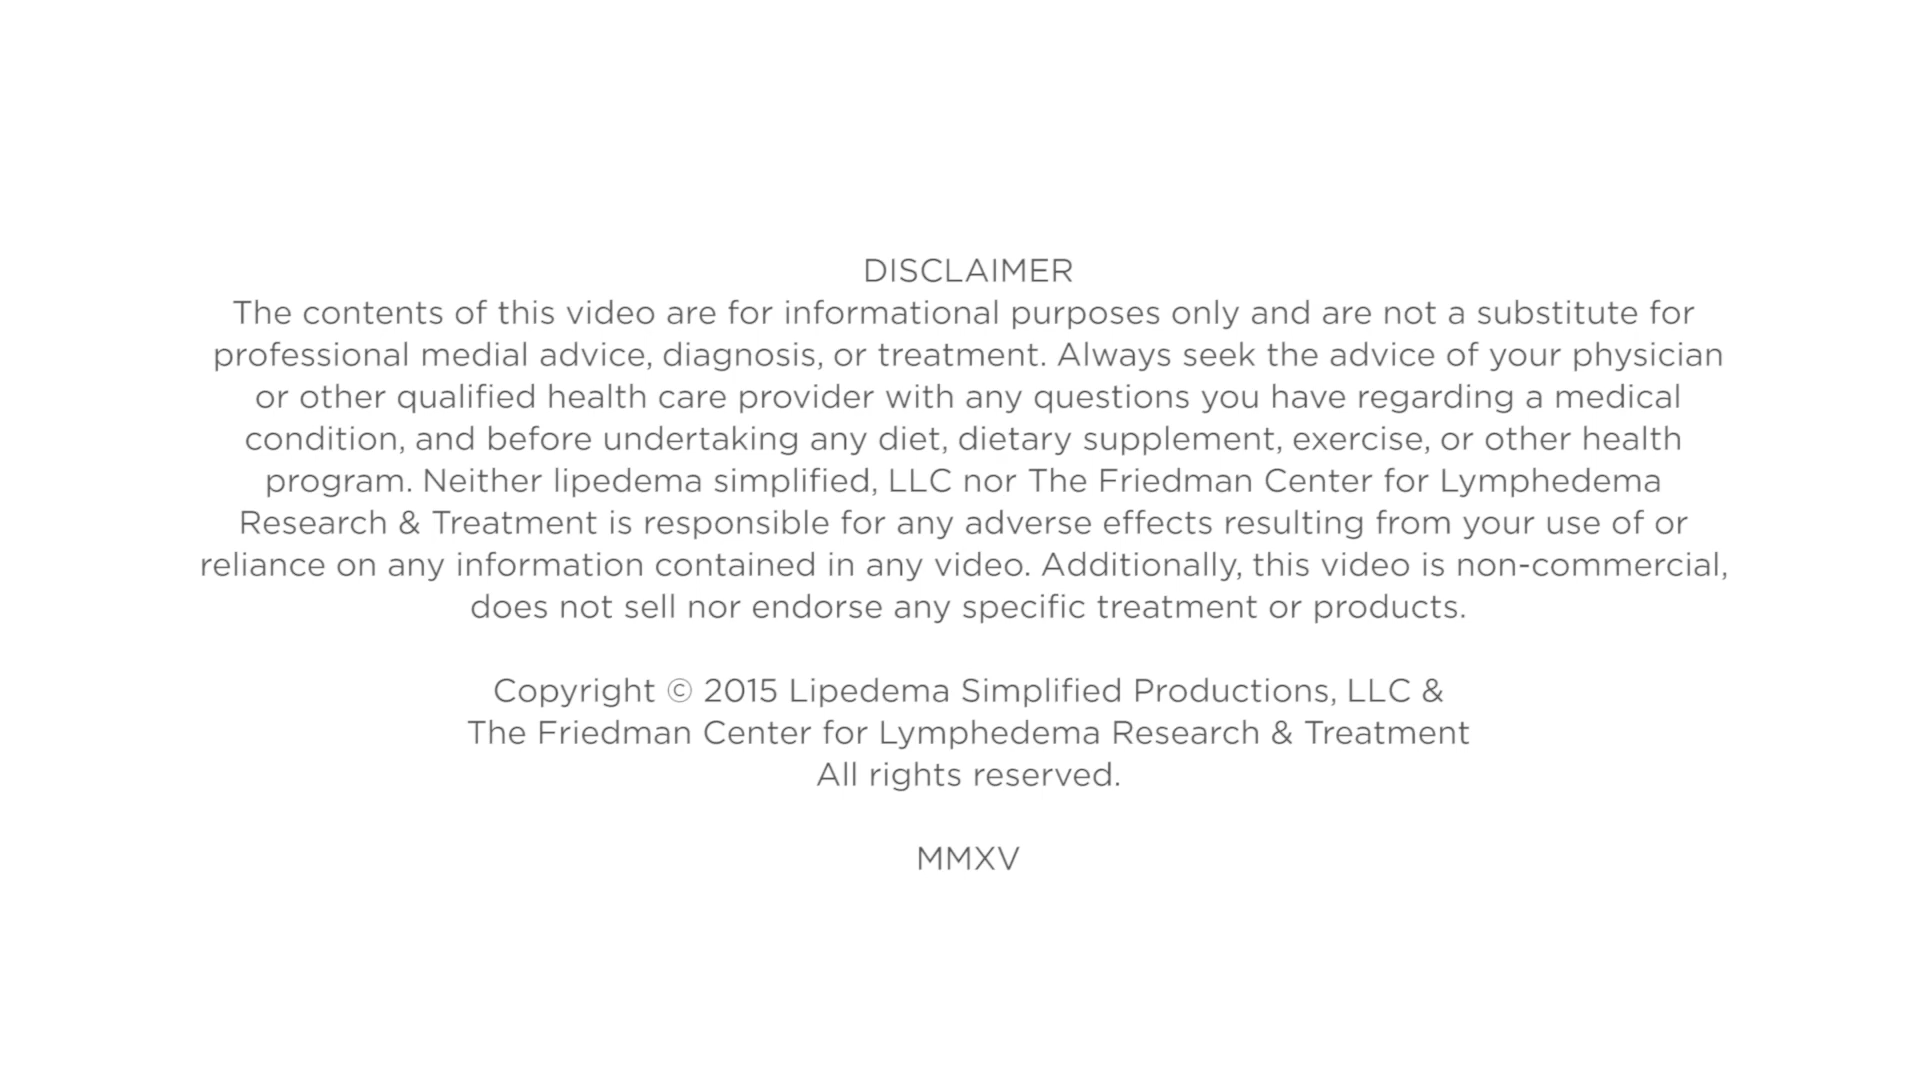 DISCLAIMER
The contents of this video are for informational purposes only and are not a substitute for
professional medial advice, diagnosis, or treatment. Always seek the advice of your physician
or other qualified health care provider with any questions you have regarding a medical
condition, and before undertaking any diet, dietary supplement, exercise, or other health
program. Neither lipedema simplified, LLC nor The Friedman Center for Lymphedema
Research & Treatment is responsible for any adverse effects resulting from your use of or
reliance on any information contained in any video. Additionally, this video is non-commercial,
does not sell nor endorse any specific treatment or products.
Copyright © 2015 Lipedema Simplified Productions, LLC &
The Friedman Center for Lymphedema Research & Treatment
All rights reserved.
MMXV